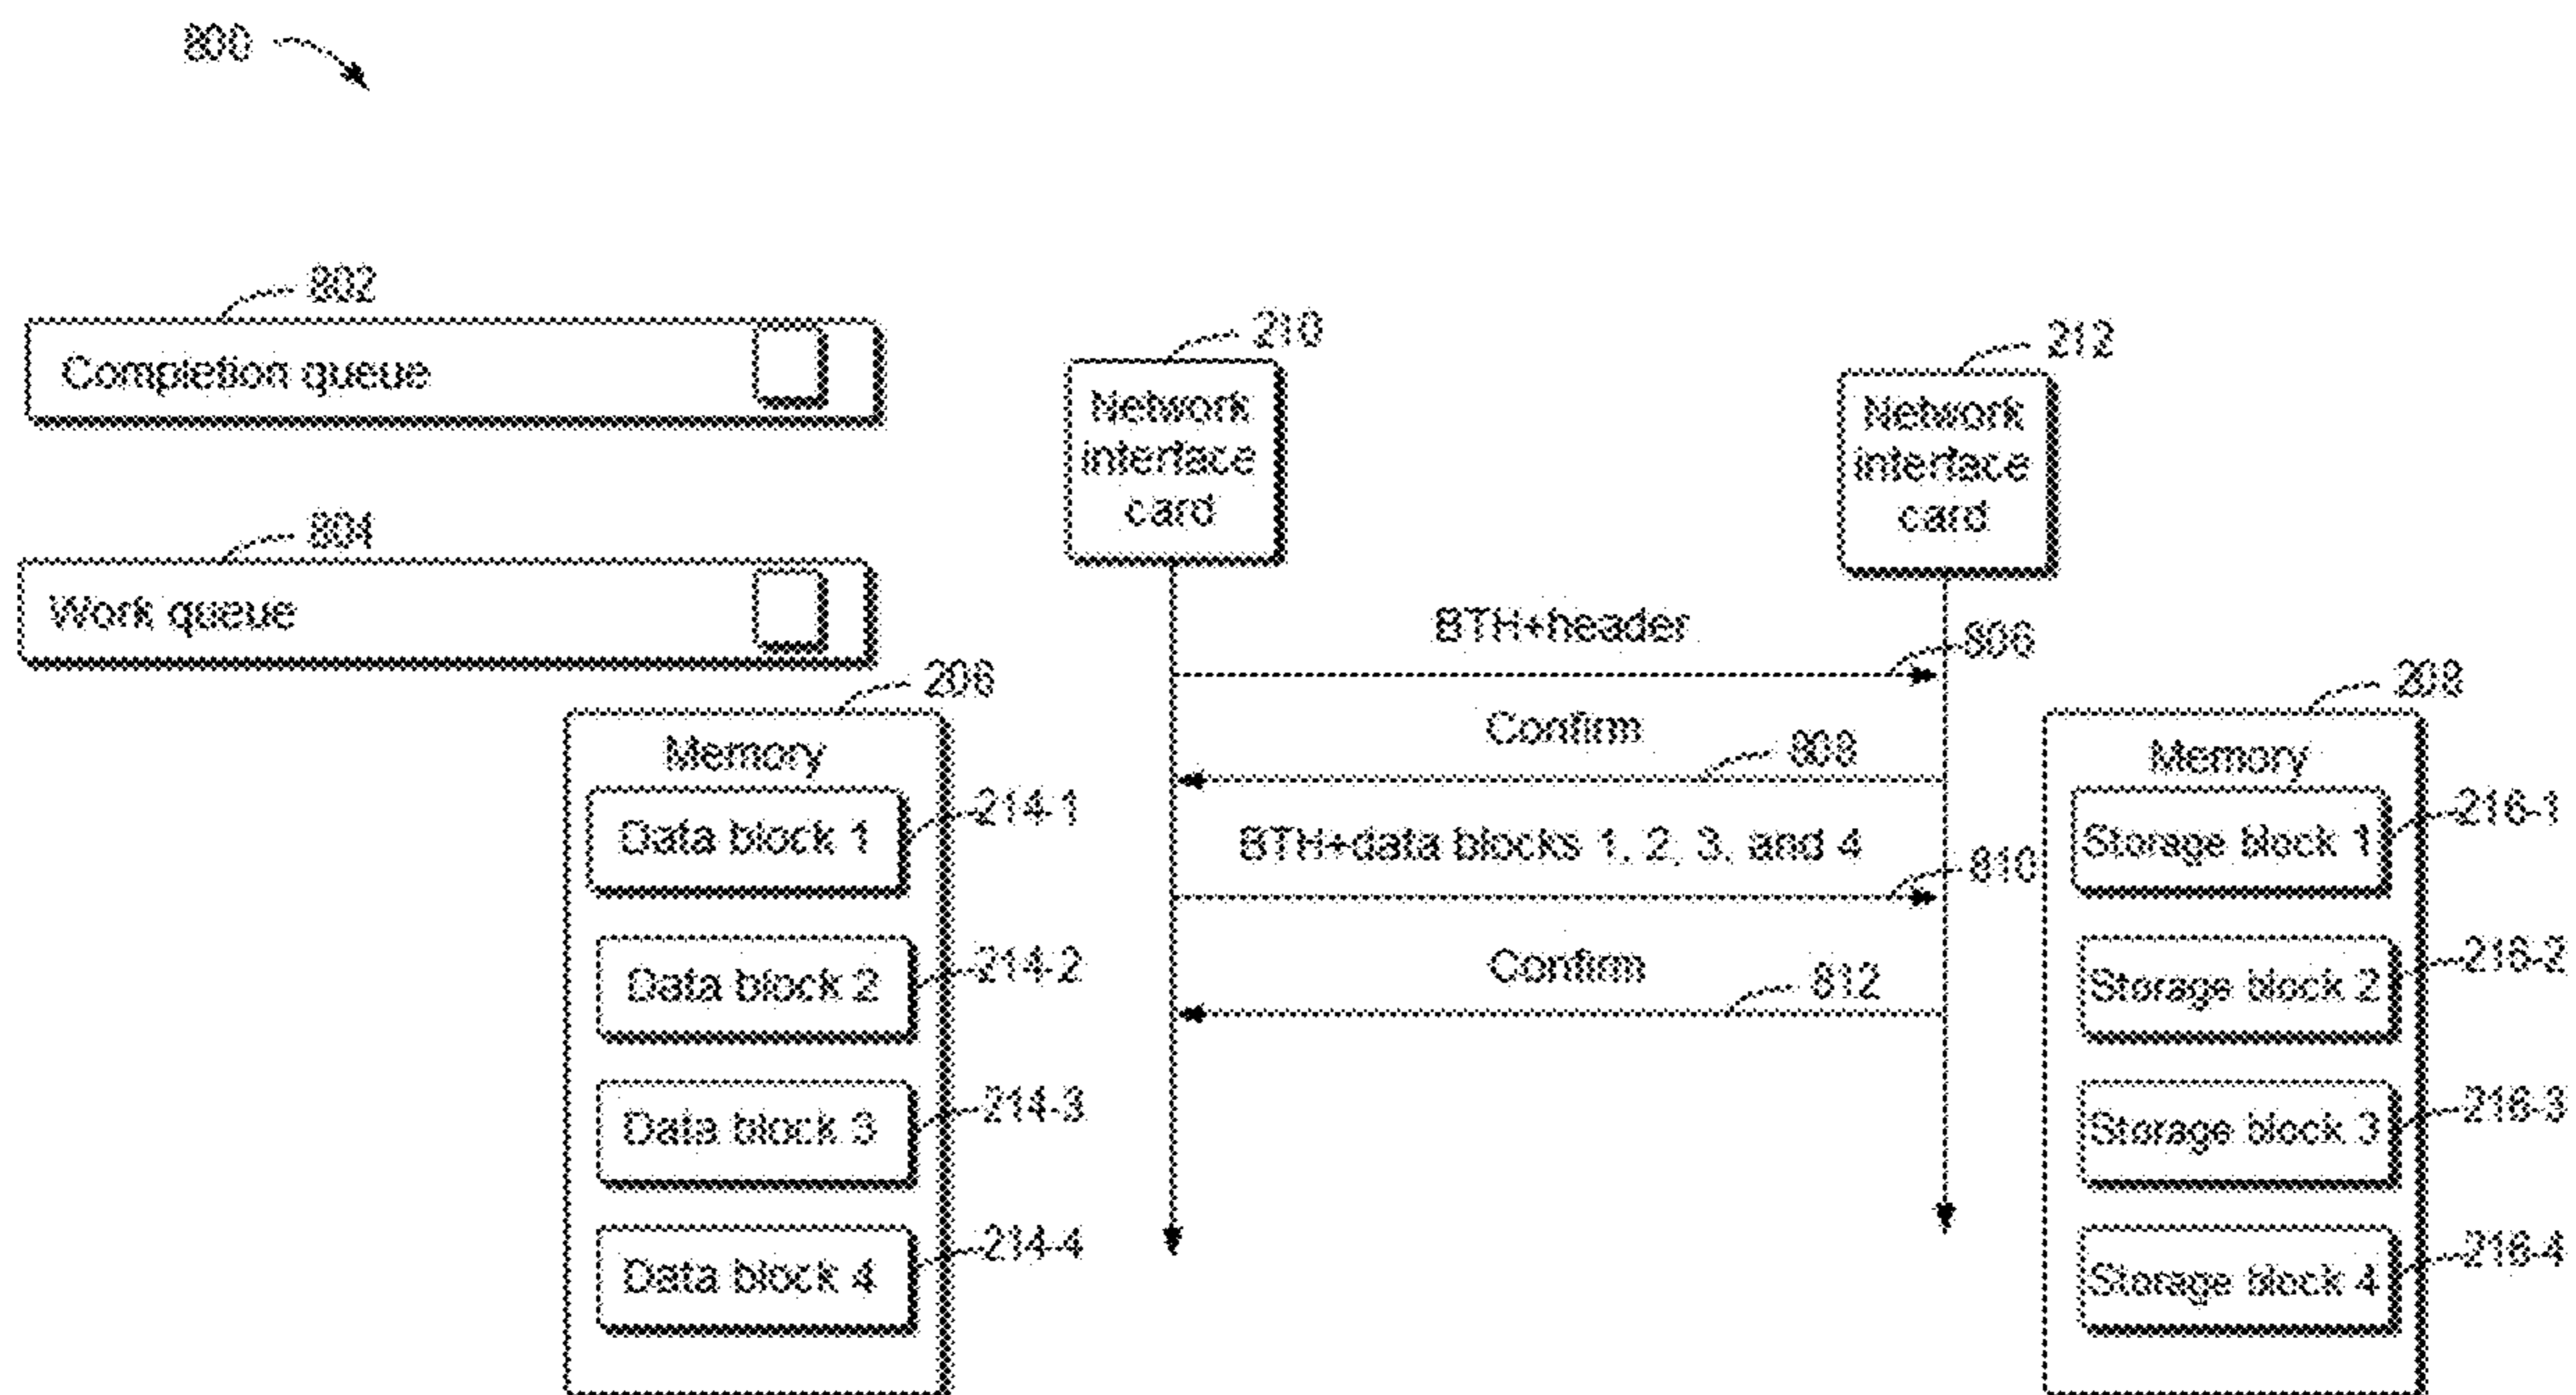 800
802
Completion queue
804
Work queue
210
Network
interface
card
212
Network
interface
card
BTH+header
806
Confirm
808
BTH+data blocks 1, 2, 3, and 4
810
Confirm
812
206
Memory
Data block 1
214-1
Data block 2
214-2
Data block 3
214-3
Data block 4
214-4
208
Memory
Storage block 1
216-1
Storage block 2
216-2
Storage block 3
216-3
Storage block 4
216-4